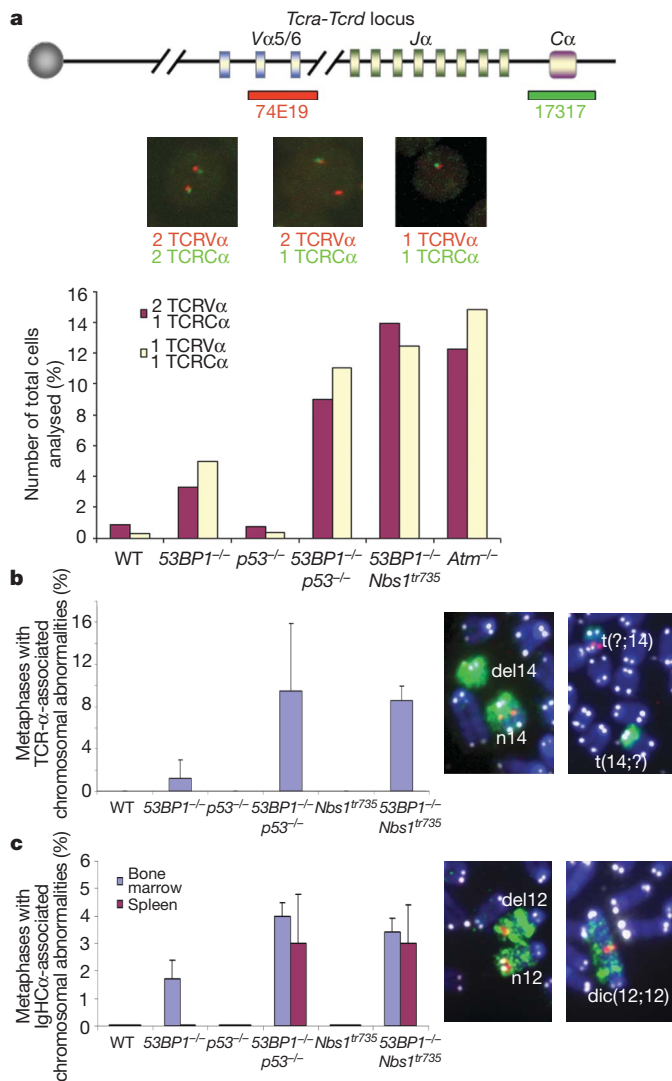 a
Tcra-Tcrd locus
Vα5/6
Jα
Cα
74E19
17317
2 TCRVα
2 TCRCα
2 TCRVα
1 TCRCα
1 TCRVα
1 TCRCα
Number of total cells
analysed (%)
16
14
12
10
8
6
4
2
0
2 TCRVα
1 TCRCα
1 TCRVα
1 TCRCα
WT
53BP1–/–
p53–/–
53BP1–/–
p53–/–
53BP1–/–
Nbs1tr735
Atm–/–
b
Metaphases with
TCR-α-associated
chromosomal abnormalities (%)
16
12
8
4
0
WT
53BP1–/–
p53–/–
53BP1–/–
p53–/–
Nbs1tr735
53BP1–/–
Nbs1tr735
del14
n14
t(?;14)
t(14;?)
c
Metaphases with
IgHCα-associated
chromosomal abnormalities (%)
6
5
4
3
2
1
0
Bone
marrow
Spleen
WT
53BP1–/–
p53–/–
53BP1–/–
p53–/–
Nbs1tr735
53BP1–/–
Nbs1tr735
del12
n12
dic(12;12)